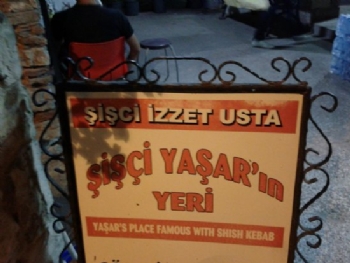 ŞİŞÇİ İZZET USTA
ŞİŞÇİ YAŞAR'ın
YERİ
YAŞAR'S PLACE FAMOUS WITH SHISH KEBAB